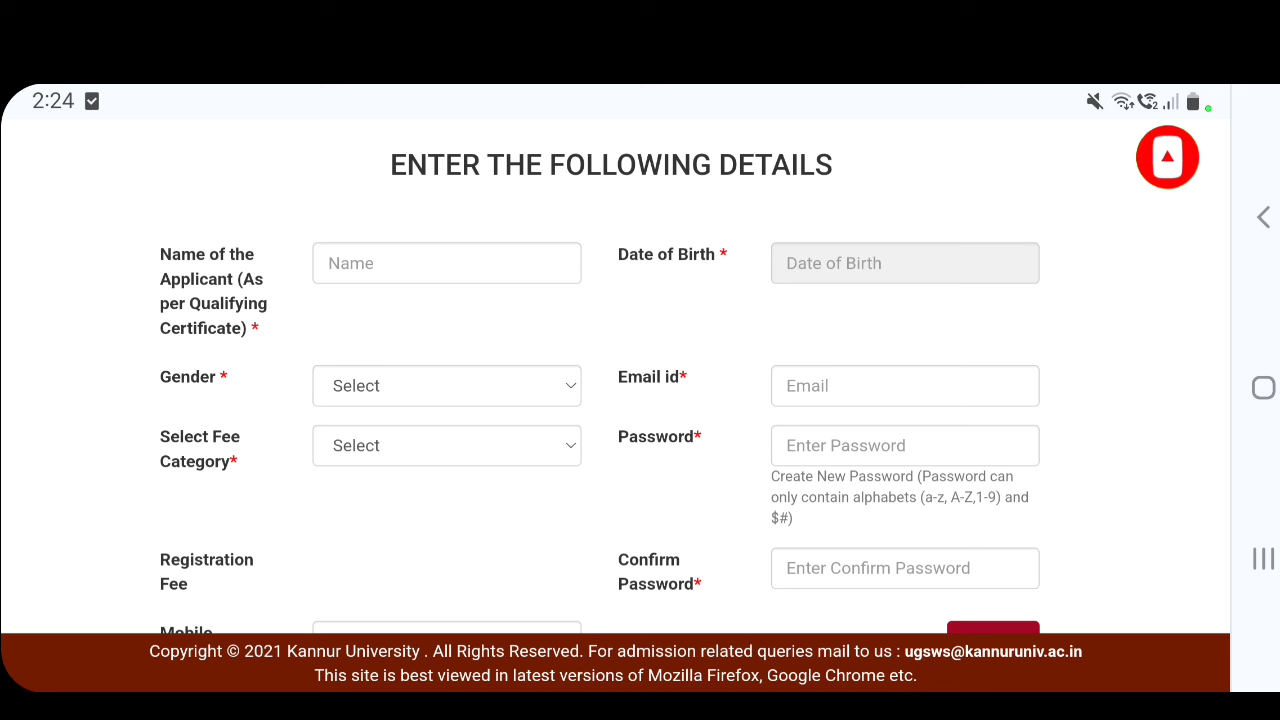 2:24
ENTER THE FOLLOWING DETAILS
Name of the
Applicant (As
per Qualifying
Certificate) *
Name
Date of Birth *
Date of Birth
Gender *
Select
Email id*
Email
Select Fee
Category*
Select
Password*
Enter Password
Create New Password (Password can
only contain alphabets (a-z, A-Z,1-9) and
$#)
Registration
Fee
Confirm
Password*
Enter Confirm Password
Mobile
Copyright © 2021 Kannur University . All Rights Reserved. For admission related queries mail to us : ugsws@kannuruniv.ac.in
This site is best viewed in latest versions of Mozilla Firefox, Google Chrome etc.